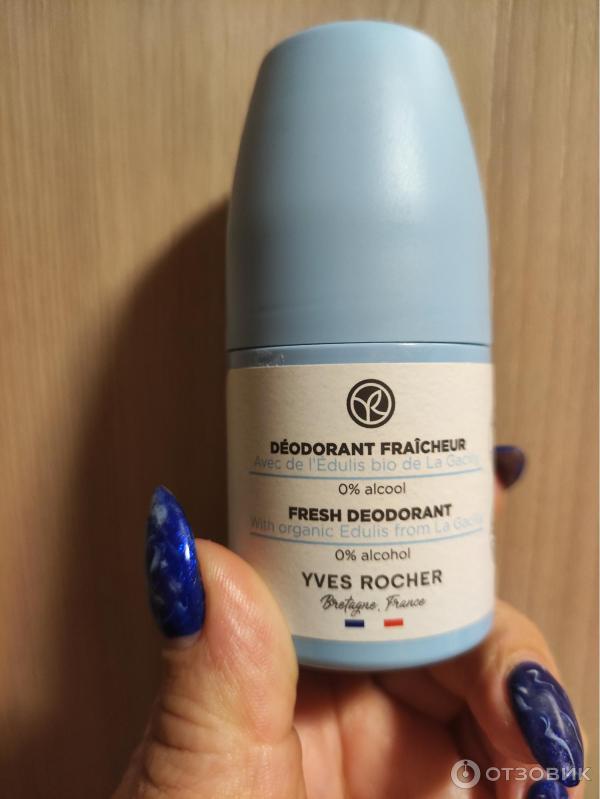 DÉODORANT FRAÎCHEUR
Avec de l'Édulis bio de La Gacilly
0% alcool
FRESH DEODORANT
With organic Edulis from La Gacilly
0% alcohol
YVES ROCHER
Bretagne, France
ОТЗОВИК